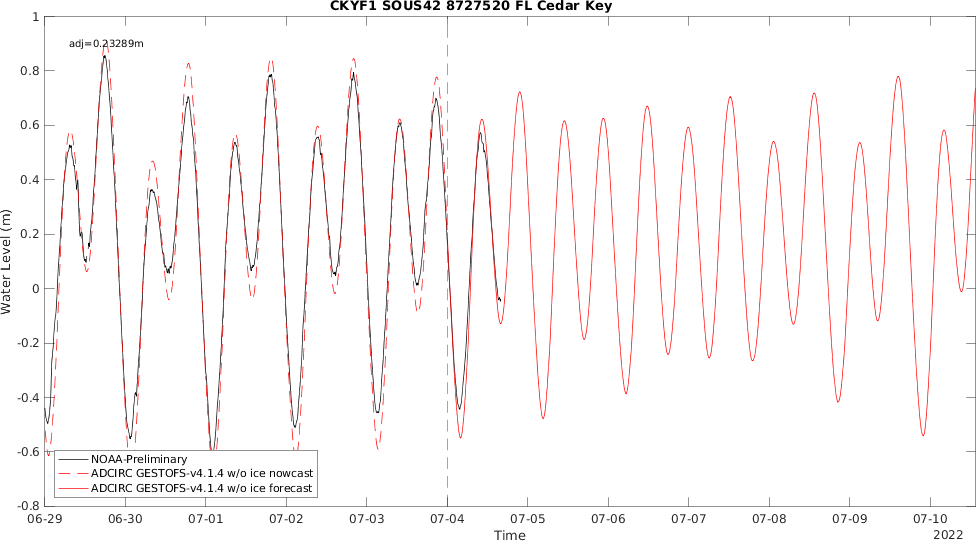 CKYF1 SOUS42 8727520 FL Cedar Key
adj=0.23289m
1
0.8
0.6
0.4
0.2
0
-0.2
-0.4
-0.6
-0.8
Water Level (m)
NOAA-Preliminary
ADCIRC GESTOFS-v4.1.4 w/o ice nowcast
ADCIRC GESTOFS-v4.1.4 w/o ice forecast
06-29 06-30 07-01 07-02 07-03 07-04 07-05 07-06 07-07 07-08 07-09 07-10
Time
2022